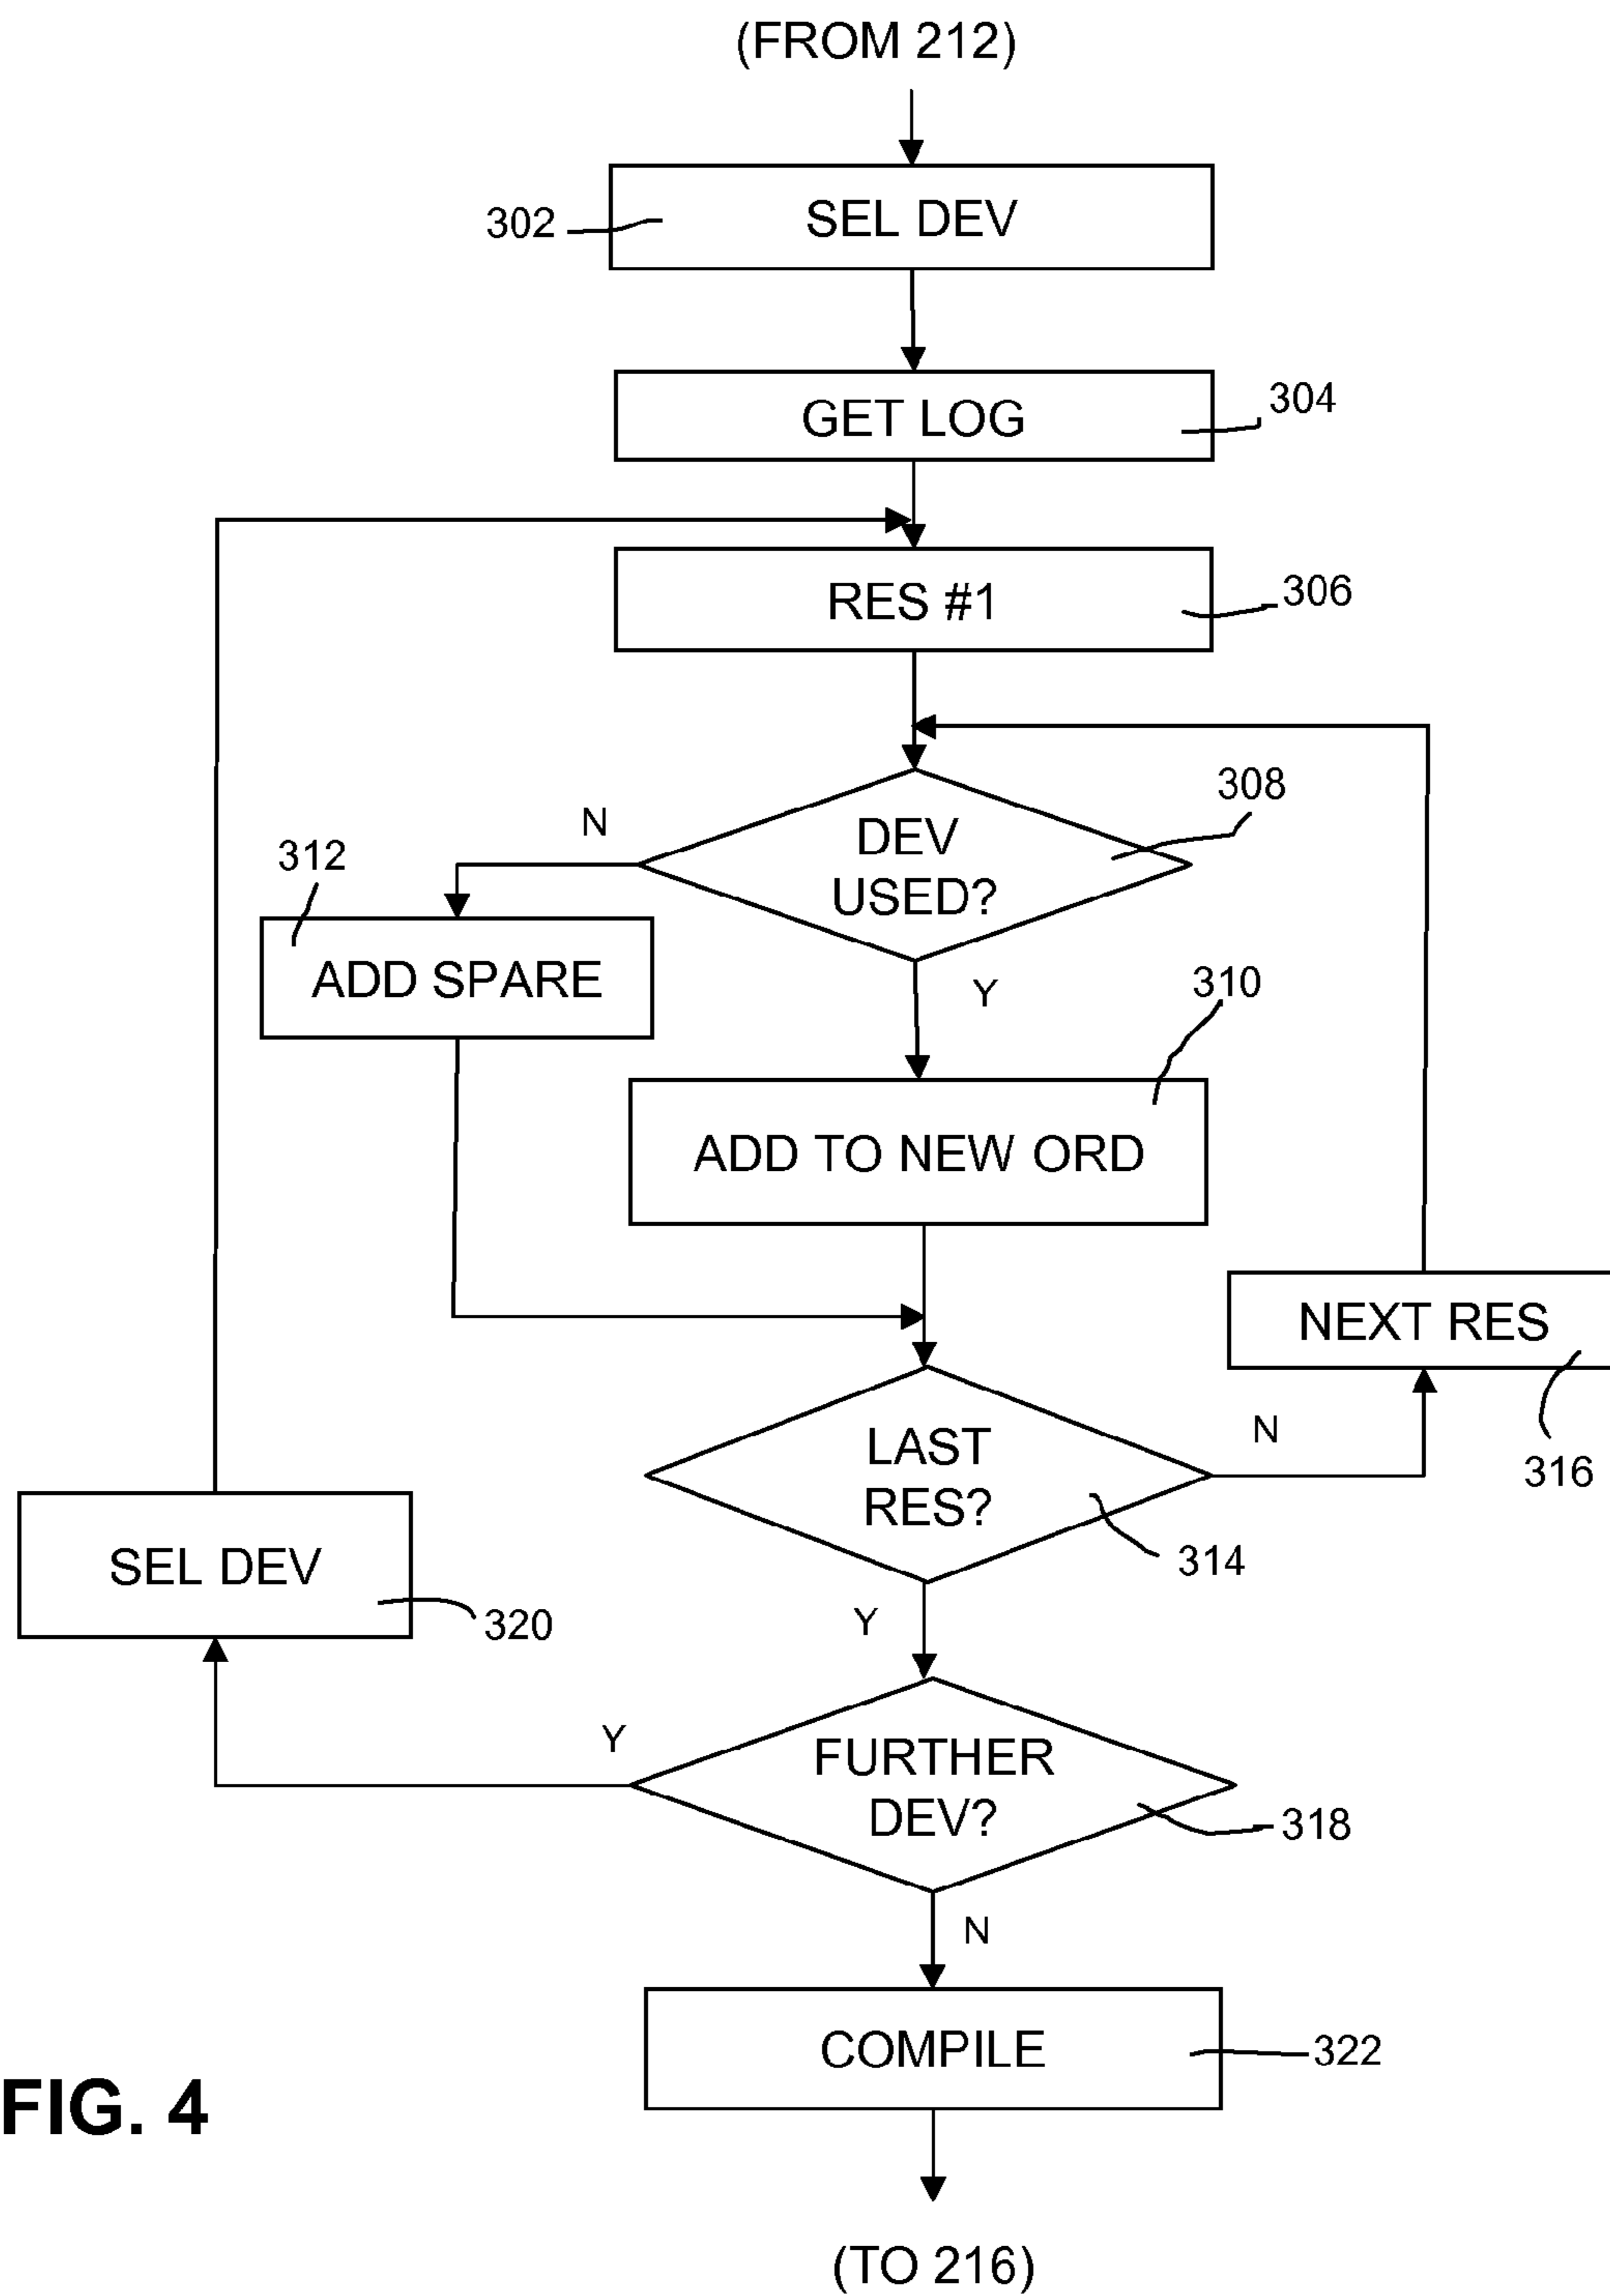 (FROM 212)
302
SEL DEV
GET LOG
304
RES #1
306
308
N
DEV
USED?
312
ADD SPARE
Y
310
ADD TO NEW ORD
NEXT RES
316
LAST
RES?
N
314
SEL DEV
320
Y
Y
FURTHER
DEV?
318
N
COMPILE
322
FIG. 4
(TO 216)